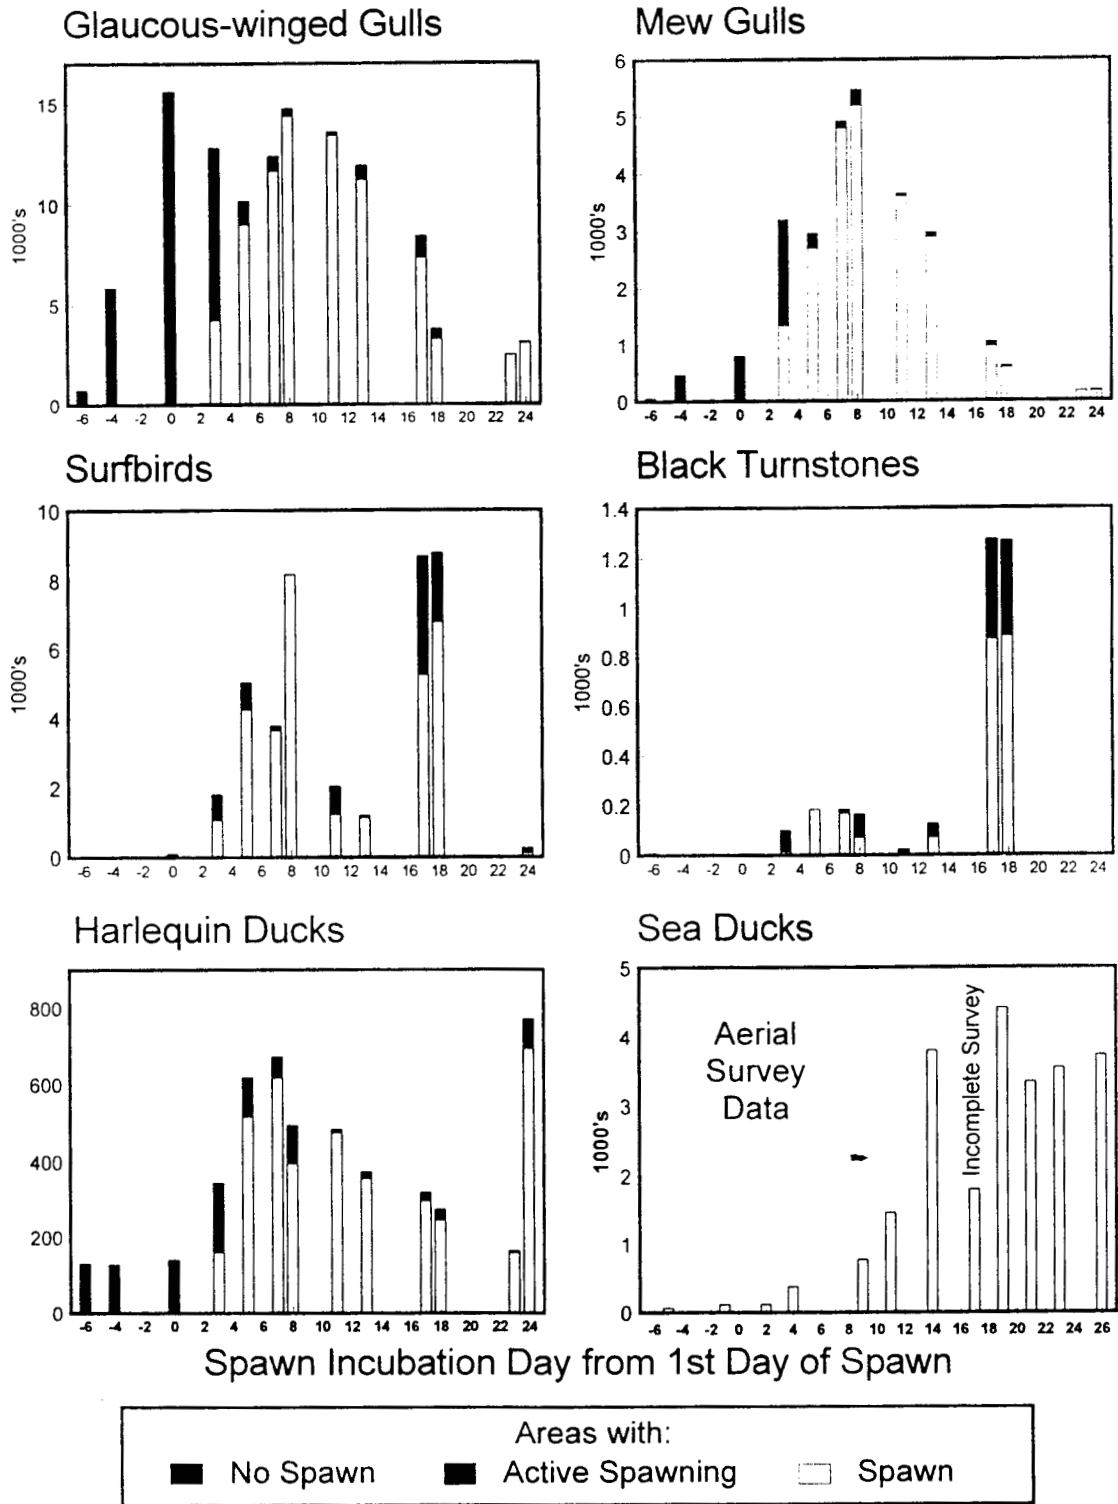 Glaucous-winged Gulls
15
10
5
0
1000's
-6 -4 -2 0 2 4 6 8 10 12 14 16 18 20 22 24
Mew Gulls
6
5
4
3
2
1
0
1000's
-6 -4 -2 0 2 4 6 8 10 12 14 16 18 20 22 24
Surfbirds
10
8
6
4
2
0
1000's
-6 -4 -2 0 2 4 6 8 10 12 14 16 18 20 22 24
Black Turnstones
1.4
1.2
1
0.8
0.6
0.4
0.2
0
1000's
-6 -4 -2 0 2 4 6 8 10 12 14 16 18 20 22 24
Harlequin Ducks
800
600
400
200
0
-6 -4 -2 0 2 4 6 8 10 12 14 16 18 20 22 24
Sea Ducks
5
4
3
2
1
0
1000's
Aerial
Survey
Data
Incomplete Survey
-6 -4 -2 0 2 4 6 8 10 12 14 16 18 20 22 24 26
Spawn Incubation Day from 1st Day of Spawn
Areas with:
No Spawn Active Spawning Spawn